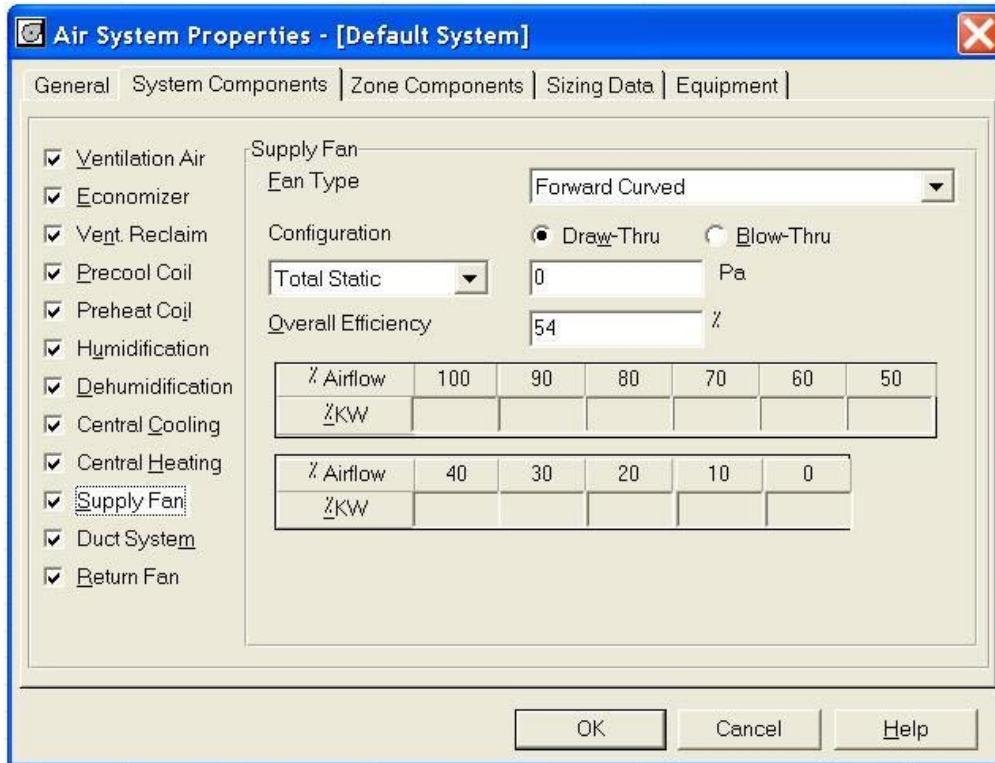 Air System Properties - [Default System]
General System Components Zone Components Sizing Data Equipment
Ventilation Air
Economizer
Vent. Reclaim
Precool Coil
Preheat Coil
Humidification
Dehumidification
Central Cooling
Central Heating
Supply Fan
Duct System
Return Fan
Supply Fan
Fan Type Forward Curved
Configuration Draw-Thru Blow-Thru
Total Static 0 Pa
Overall Efficiency 54 %
% Airflow 100 90 80 70 60 50
%KW
% Airflow 40 30 20 10 0
%KW
OK Cancel Help